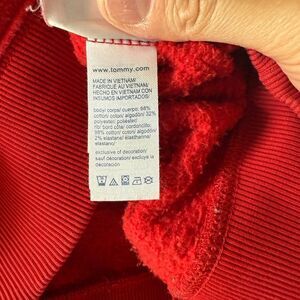 www.tommy.com
MADE IN VIETNAM/
FABRIQUE AU VIETNAM/
HECHO EN VIETNAM CON
INSUMOS IMPORTADOS/
body/ corps/ cuerpo: 68%
cotton/ coton/ algodón/ 32%
polyester/ polyester/
poliéster/
rib/ bord côte/ cordoncillo:
98% cotton/ coton/ algodón/
2% elastane/ élasthanne/
elastano/
exclusive of decoration/
sauf décoration/ excluye la
decoración